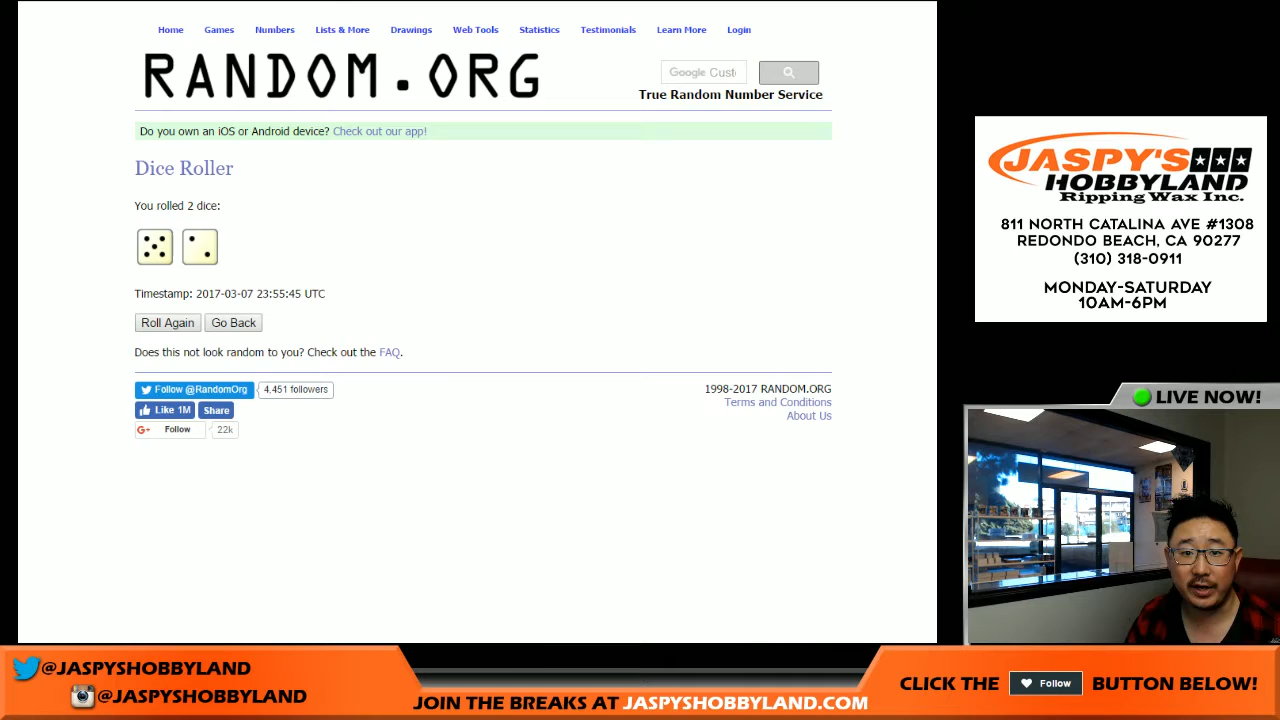 Home Games Numbers Lists & More Drawings Web Tools Statistics Testimonials Learn More Login
RANDOM.ORG
Google Cust
True Random Number Service
Do you own an iOS or Android device? Check out our app!
Dice Roller
You rolled 2 dice:
Timestamp: 2017-03-07 23:55:45 UTC
Roll Again Go Back
Does this not look random to you? Check out the FAQ.
Follow @RandomOrg 4,451 followers
Like 1M Share
G+ Follow 22k
1998-2017 RANDOM.ORG
Terms and Conditions
About Us
JASPY'S
HOBBYLAND
Ripping Wax Inc.
811 NORTH CATALINA AVE #1308
REDONDO BEACH, CA 90277
(310) 318-0911
MONDAY-SATURDAY
10AM-6PM
LIVE NOW!
@JASPYSHOBBYLAND
@JASPYSHOBBYLAND
JOIN THE BREAKS AT JASPYSHOBBYLAND.COM
CLICK THE Follow BUTTON BELOW!